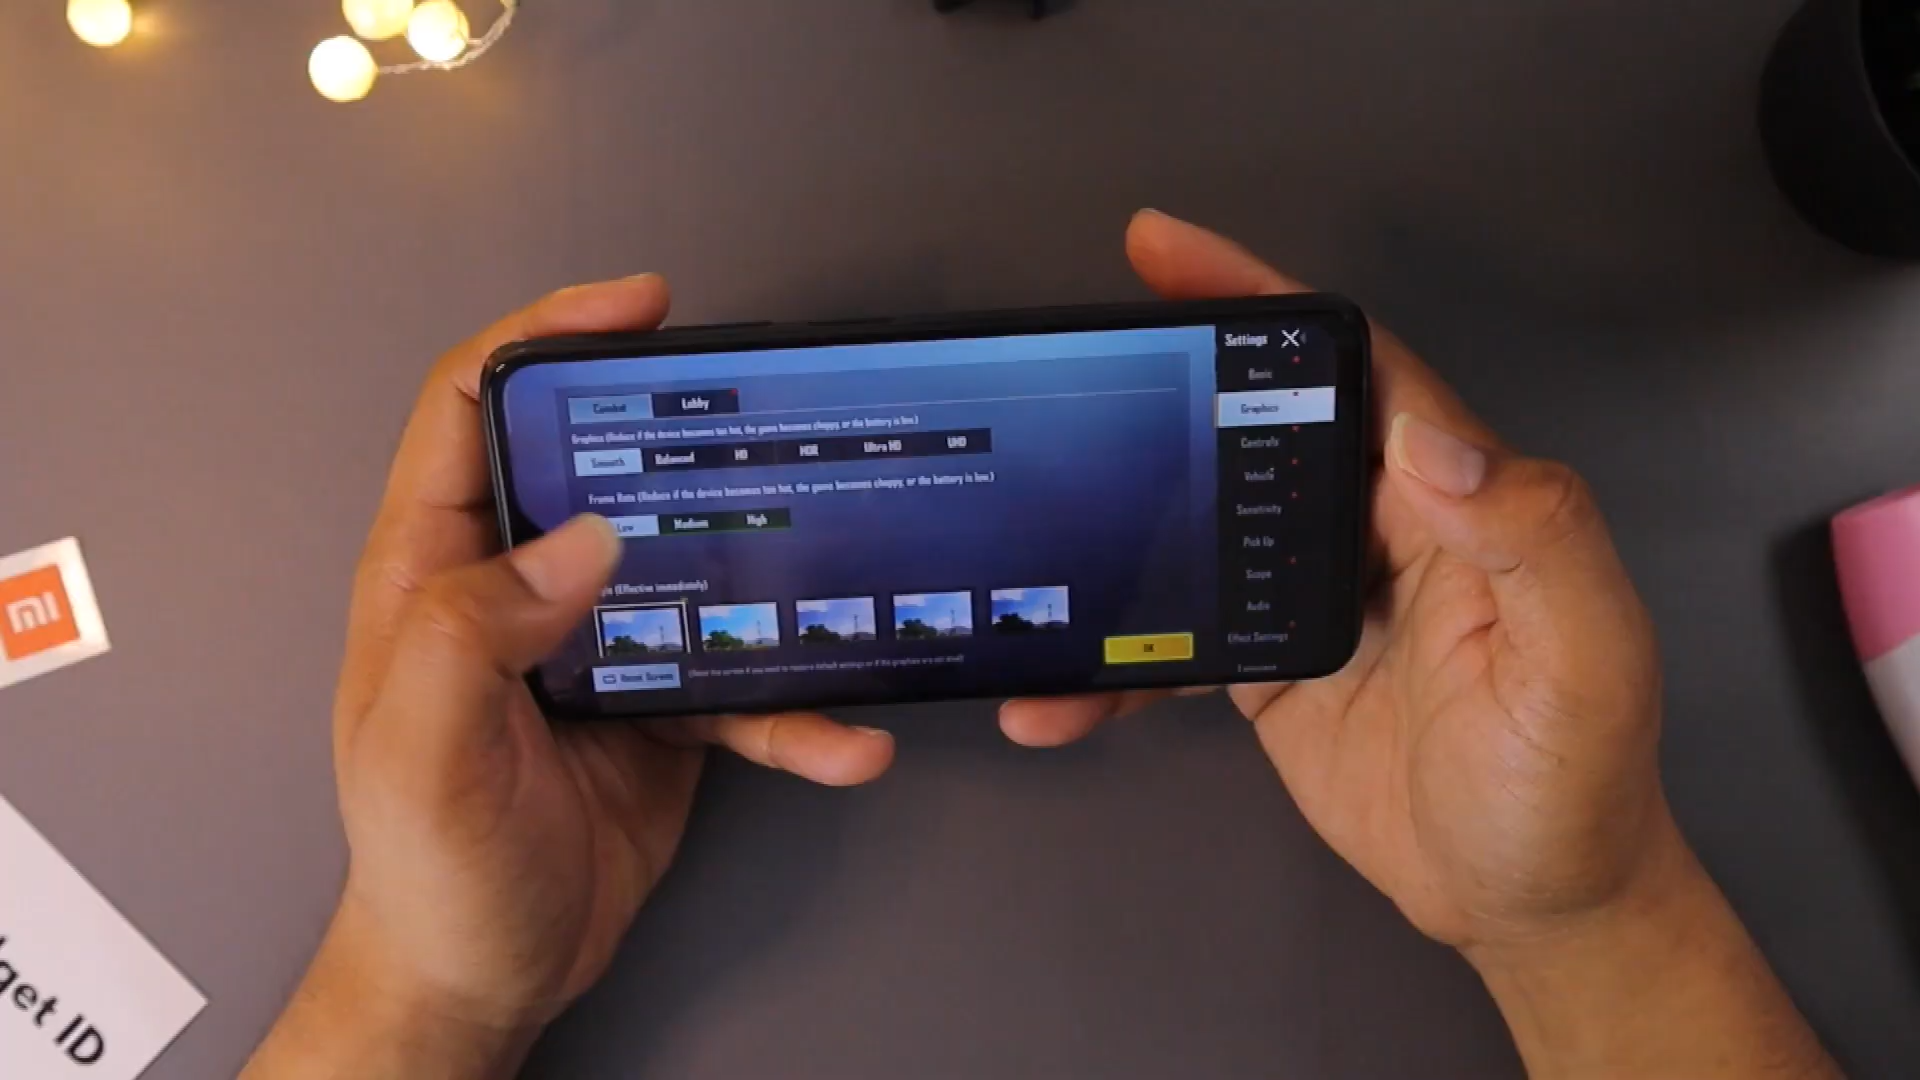 Settings
Basic
Combat Lobby
Graphics
Graphics (Reduce if the device becomes too hot, the game becomes choppy, or the battery is low.)
Smooth Balanced HD HDR Ultra HD UHD
Controls
Vehicle
Frame Rate (Reduce if the device becomes too hot, the game becomes choppy, or the battery is low.)
Low Medium High
Sensitivity
Pick Up
Scope
(Effective immediately)
Audio
Effect Settings
OK
Reset Screen
mi
get ID